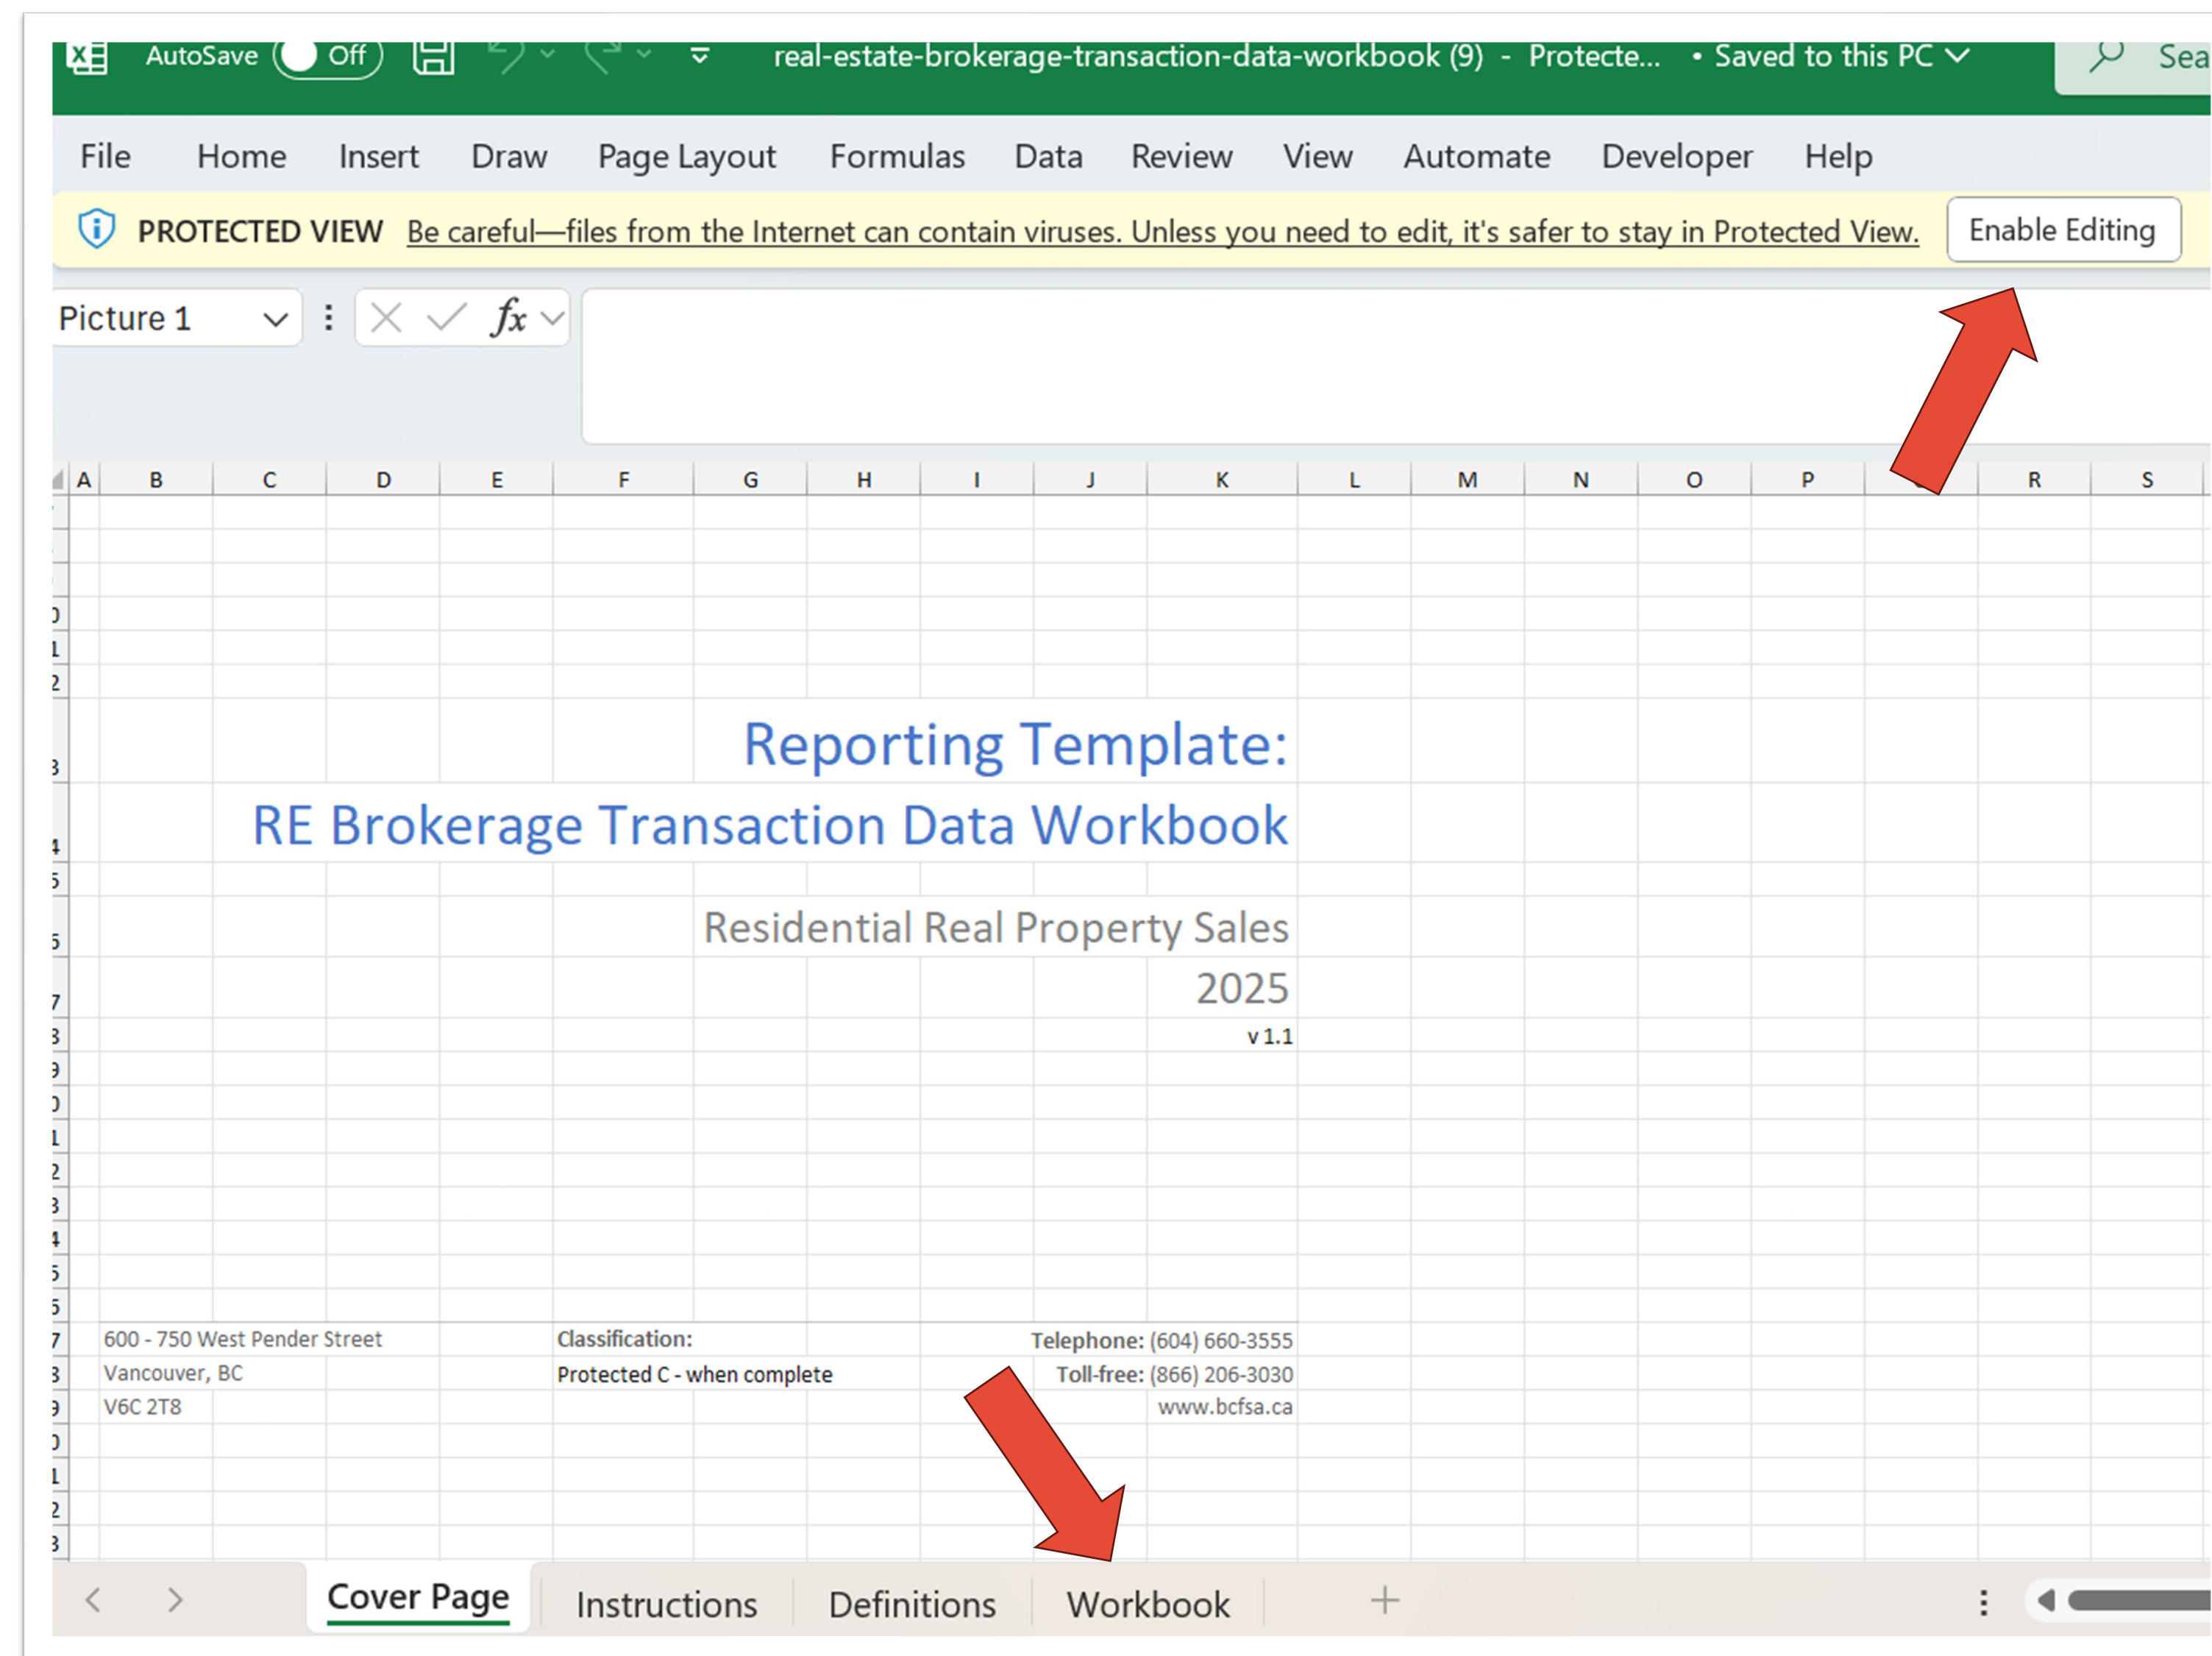 AutoSave Off real-estate-brokerage-transaction-data-workbook (9) - Protecte... • Saved to this PC
File Home Insert Draw Page Layout Formulas Data Review View Automate Developer Help
PROTECTED VIEW Be careful—files from the Internet can contain viruses. Unless you need to edit, it's safer to stay in Protected View. Enable Editing
Picture 1 fx
A B C D E F G H I J K L M N O P R S
Reporting Template:
RE Brokerage Transaction Data Workbook
Residential Real Property Sales
2025
v 1.1
600 - 750 West Pender Street Classification: Telephone: (604) 660-3555
Vancouver, BC Protected C - when complete Toll-free: (866) 206-3030
V6C 2T8 www.bcfsa.ca
Cover Page Instructions Definitions Workbook